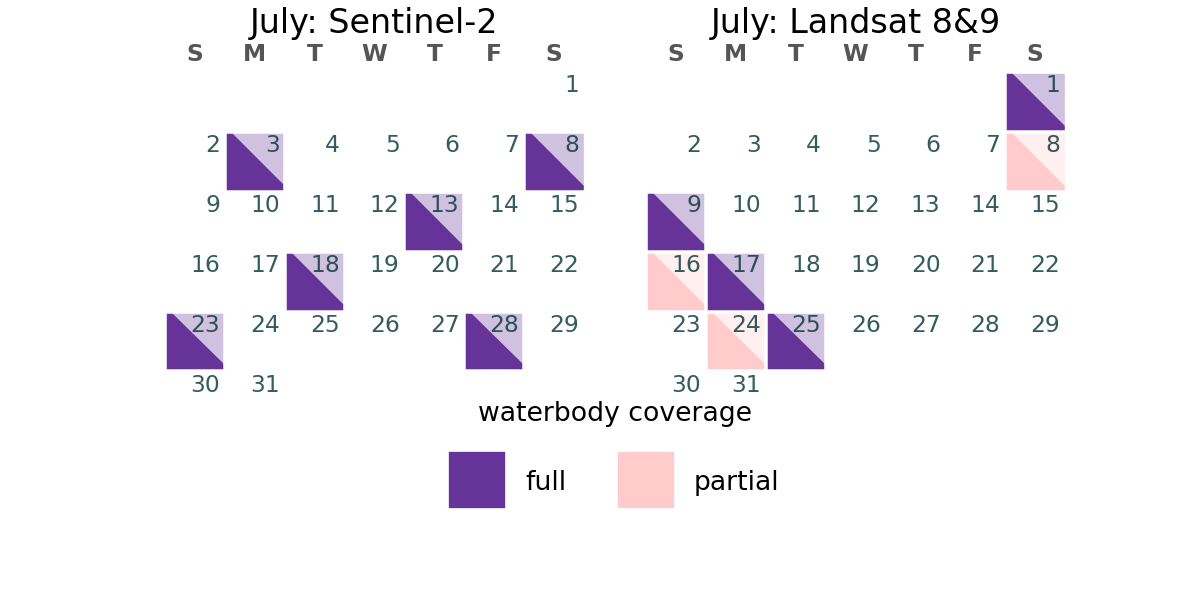 July: Sentinel-2
S M T W T F S
1
2 3 4 5 6 7 8
9 10 11 12 13 14 15
16 17 18 19 20 21 22
23 24 25 26 27 28 29
30 31
July: Landsat 8&9
S M T W T F S
1
2 3 4 5 6 7 8
9 10 11 12 13 14 15
16 17 18 19 20 21 22
23 24 25 26 27 28 29
30 31
waterbody coverage
full partial